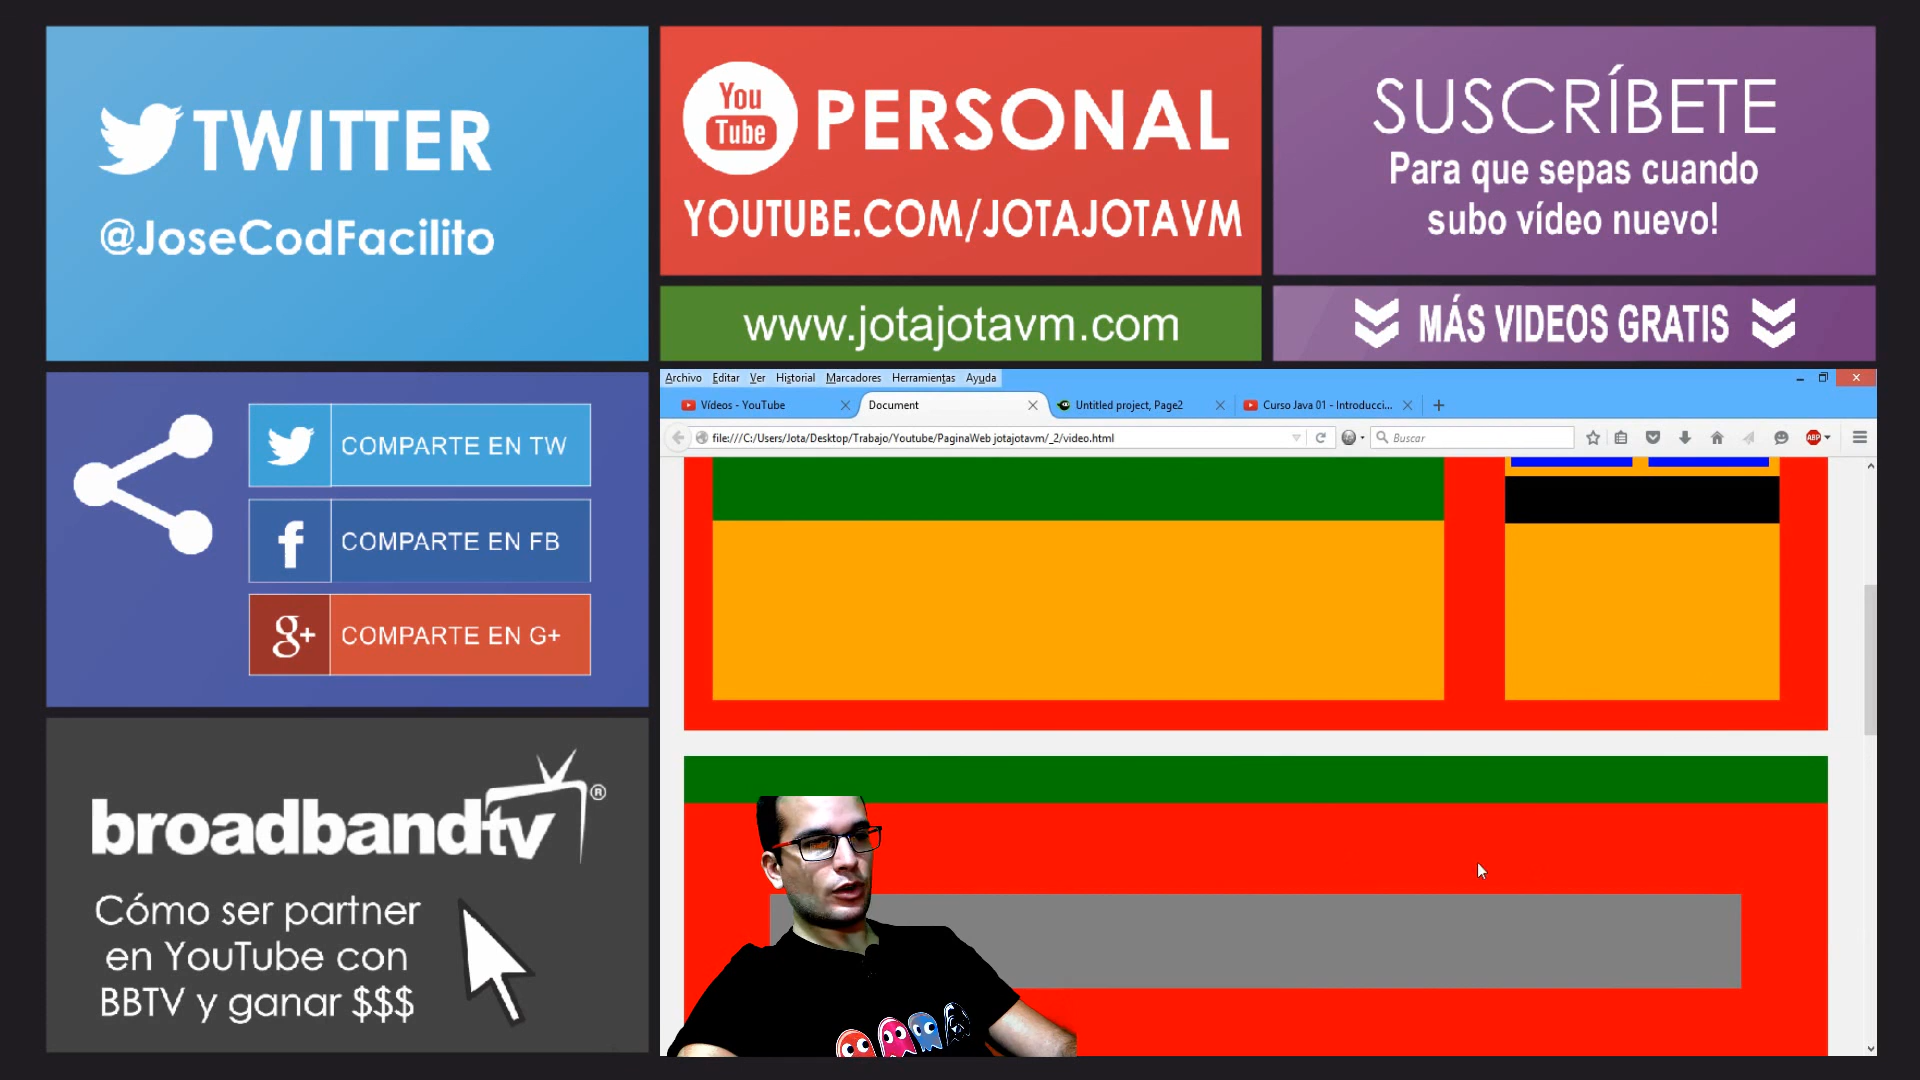 TWITTER
@JoseCodFacilito
You
Tube
PERSONAL
YOUTUBE.COM/JOTAJOTAVM
SUSCRÍBETE
Para que sepas cuando
subo vídeo nuevo!
www.jotajotavm.com
MÁS VIDEOS GRATIS
COMPARTE EN TW
f
COMPARTE EN FB
g+
COMPARTE EN G+
broadbandtv®
Cómo ser partner
en YouTube con
BBTV y ganar $$$
Archivo Editar Ver Historial Marcadores Herramientas Ayuda
Vídeos - YouTube
Document
Untitled project, Page2
Curso Java 01 - Introducci...
file:///C:/Users/Jota/Desktop/Trabajo/Youtube/PaginaWeb jotajotavm/_2/video.html
Buscar
ABP